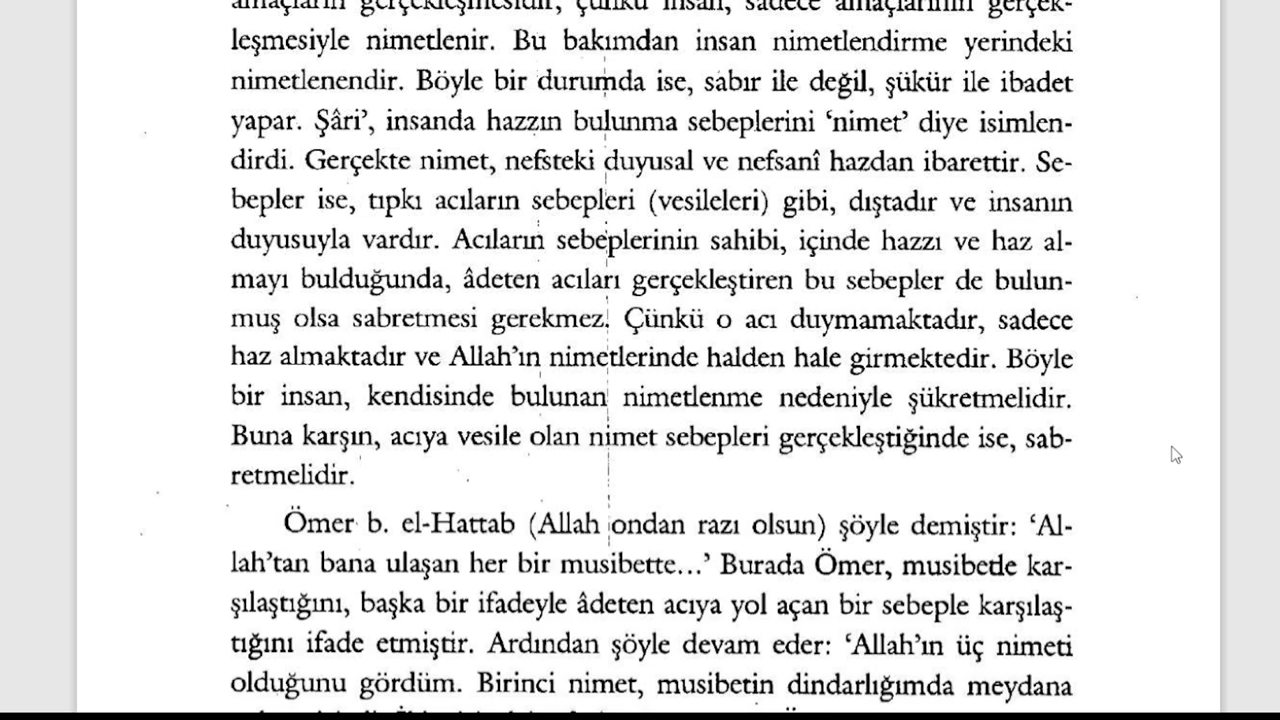 amaçların gerçekleşmesidir, çünkü insan, sadece amaçlarının gerçek-
leşmesiyle nimetlenir. Bu bakımdan insan nimetlendirme yerindeki
nimetlenendir. Böyle bir durumda ise, sabır ile değil, şükür ile ibadet
yapar. Şâri’, insanda hazzın bulunma sebeplerini ‘nimet’ diye isimlen-
dirdi. Gerçekte nimet, nefsteki duyusal ve nefsanî hazdan ibarettir. Se-
bepler ise, tıpkı acıların sebepleri (vesileleri) gibi, dıştadır ve insanın
duyusuyla vardır. Acıların sebeplerinin sahibi, içinde hazzı ve haz al-
mayı bulduğunda, âdeten acıları gerçekleştiren bu sebepler de bulun-
muş olsa sabretmesi gerekmez. Çünkü o acı duymamaktadır, sadece
haz almaktadır ve Allah’ın nimetlerinde halden hale girmektedir. Böyle
bir insan, kendisinde bulunan nimetlenme nedeniyle şükretmelidir.
Buna karşın, acıya vesile olan nimet sebepleri gerçekleştiğinde ise, sab-
retmelidir.
Ömer b. el-Hattab (Allah ondan razı olsun) şöyle demiştir: ‘Al-
lah’tan bana ulaşan her bir musibette...’ Burada Ömer, musibetle kar-
şılaştığını, başka bir ifadeyle âdeten acıya yol açan bir sebeple karşılaş-
tığını ifade etmiştir. Ardından şöyle devam eder: ‘Allah’ın üç nimeti
olduğunu gördüm. Birinci nimet, musibetin dindarlığımda meydana